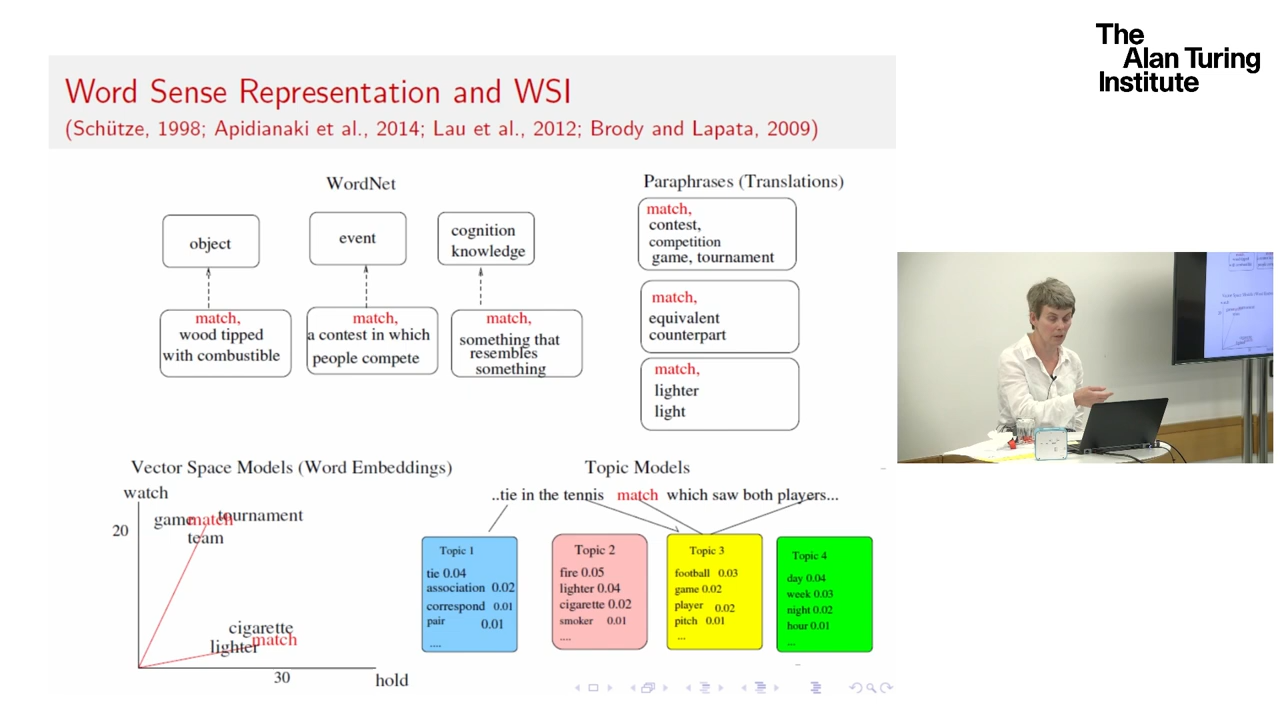 The
Alan Turing
Institute
Word Sense Representation and WSI
(Schütze, 1998; Apidianaki et al., 2014; Lau et al., 2012; Brody and Lapata, 2009)
WordNet
object
event
cognition
knowledge
match,
wood tipped
with combustible
match,
a contest in which
people compete
match,
something that
resembles
something
Paraphrases (Translations)
match,
contest,
competition
game, tournament
match,
equivalent
counterpart
match,
lighter
light
Vector Space Models (Word Embeddings)
watch
20
game match tournament
team
cigarette
match
lighter
30
hold
Topic Models
..tie in the tennis match which saw both players...
Topic 1
tie 0.04
association 0.02
correspond 0.01
pair 0.01
....
Topic 2
fire 0.05
lighter 0.04
cigarette 0.02
smoker 0.01
....
Topic 3
football 0.03
game 0.02
player 0.02
pitch 0.01
...
Topic 4
day 0.04
week 0.03
night 0.02
hour 0.01
...